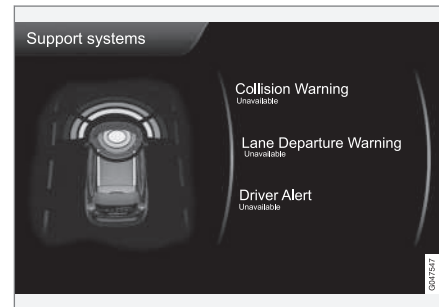 Support systems
Collision Warning
Unavailable
Lane Departure Warning
Unavailable
Driver Alert
Unavailable
G047547